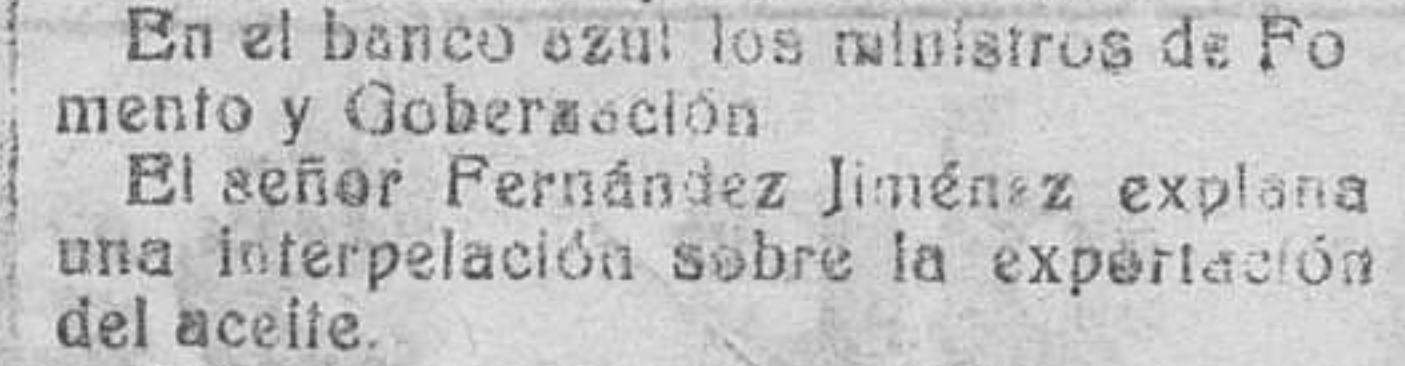 En el banco azul los ministros de Fo
mento y Gobernación
El señor Fernández Jiménez explana
una interpelación sobre la exportación
del aceite.